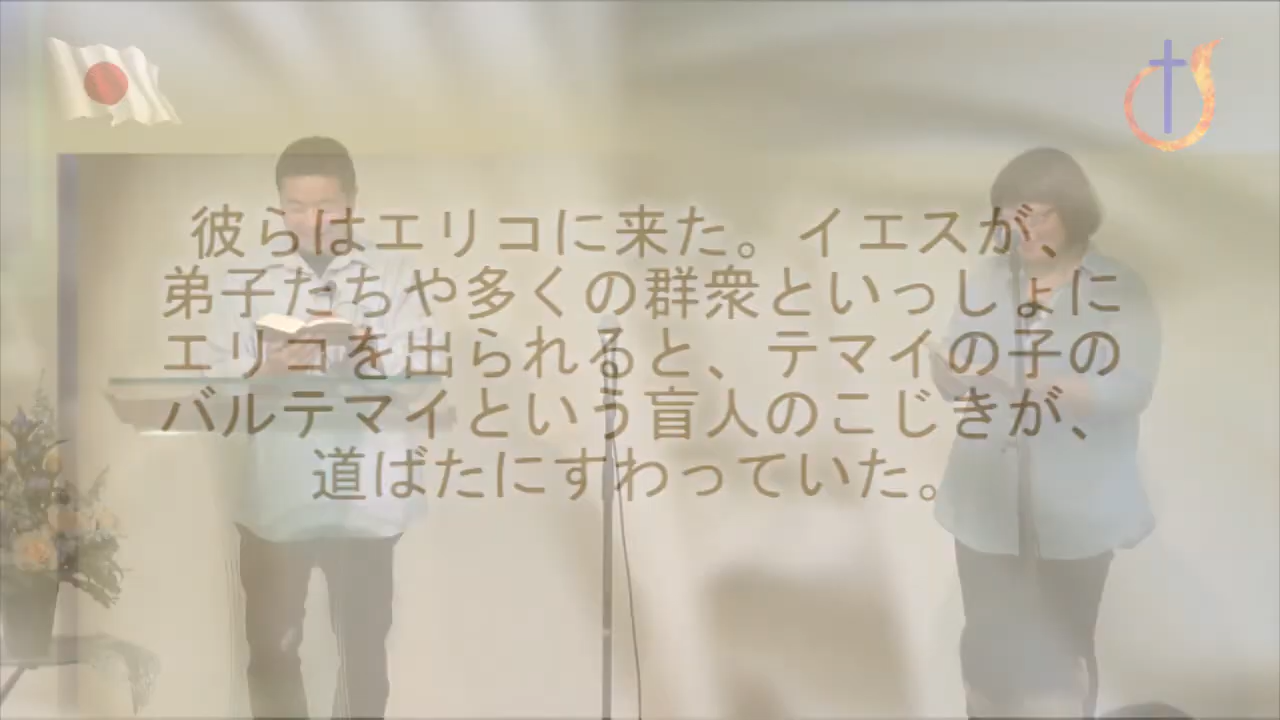 彼らはエリコに来た。イエスが、
弟子たちや多くの群衆といっしょに
エリコを出られると、テマイの子の
バルテマイという盲人のこじきが、
道ばたにすわっていた。